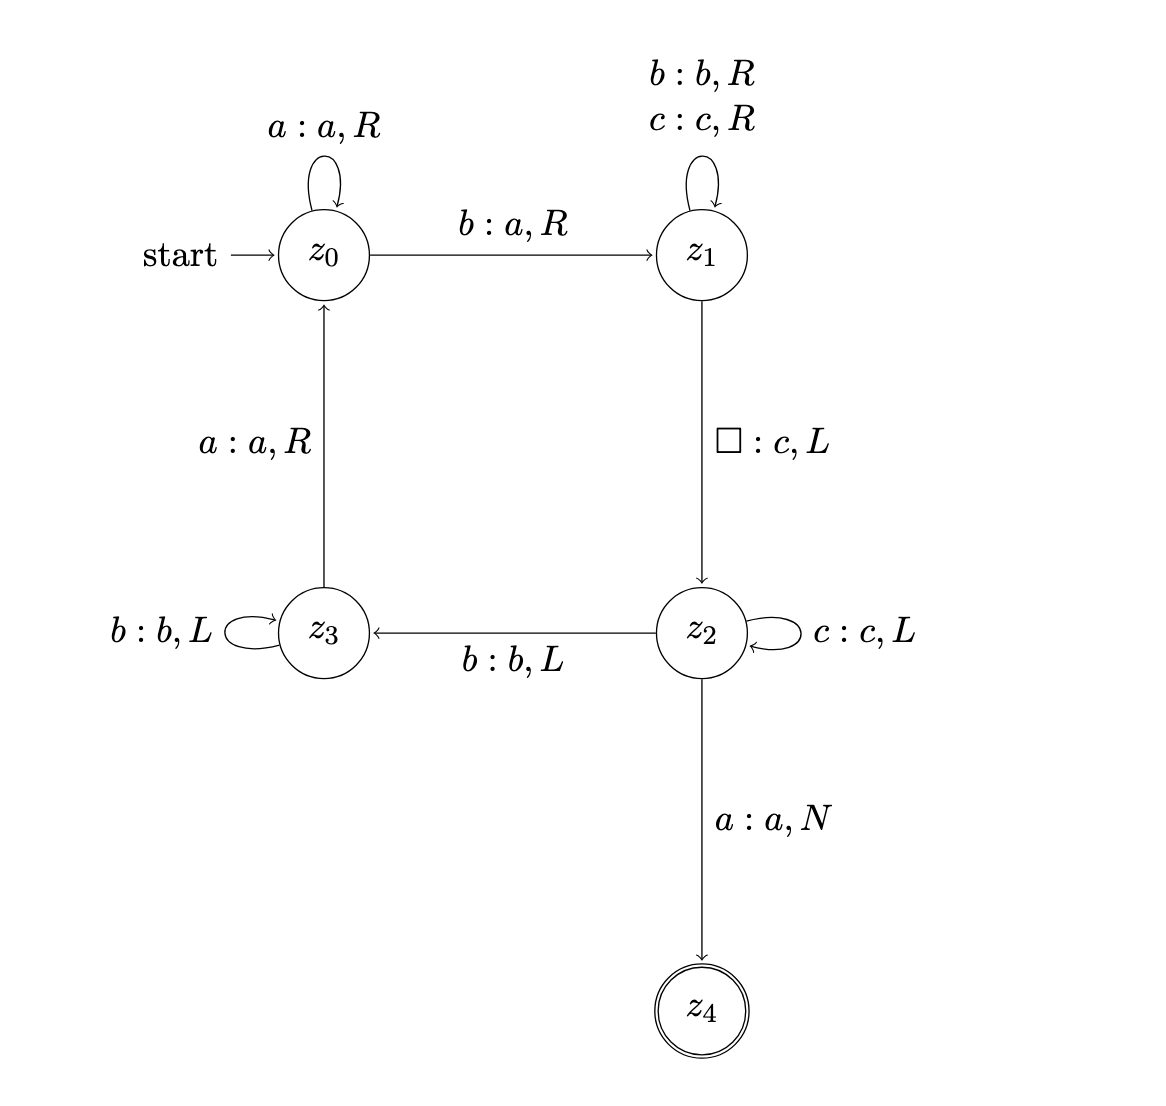 b : b, R
c : c, R
a : a, R
b : a, R
start
z0
z1
a : a, R
□ : c, L
b : b, L
z3
z2
c : c, L
b : b, L
a : a, N
z4